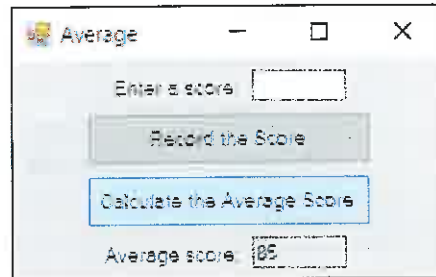 Average
Enter a score:
Record the Score
Calculate the Average Score
Average score: 85